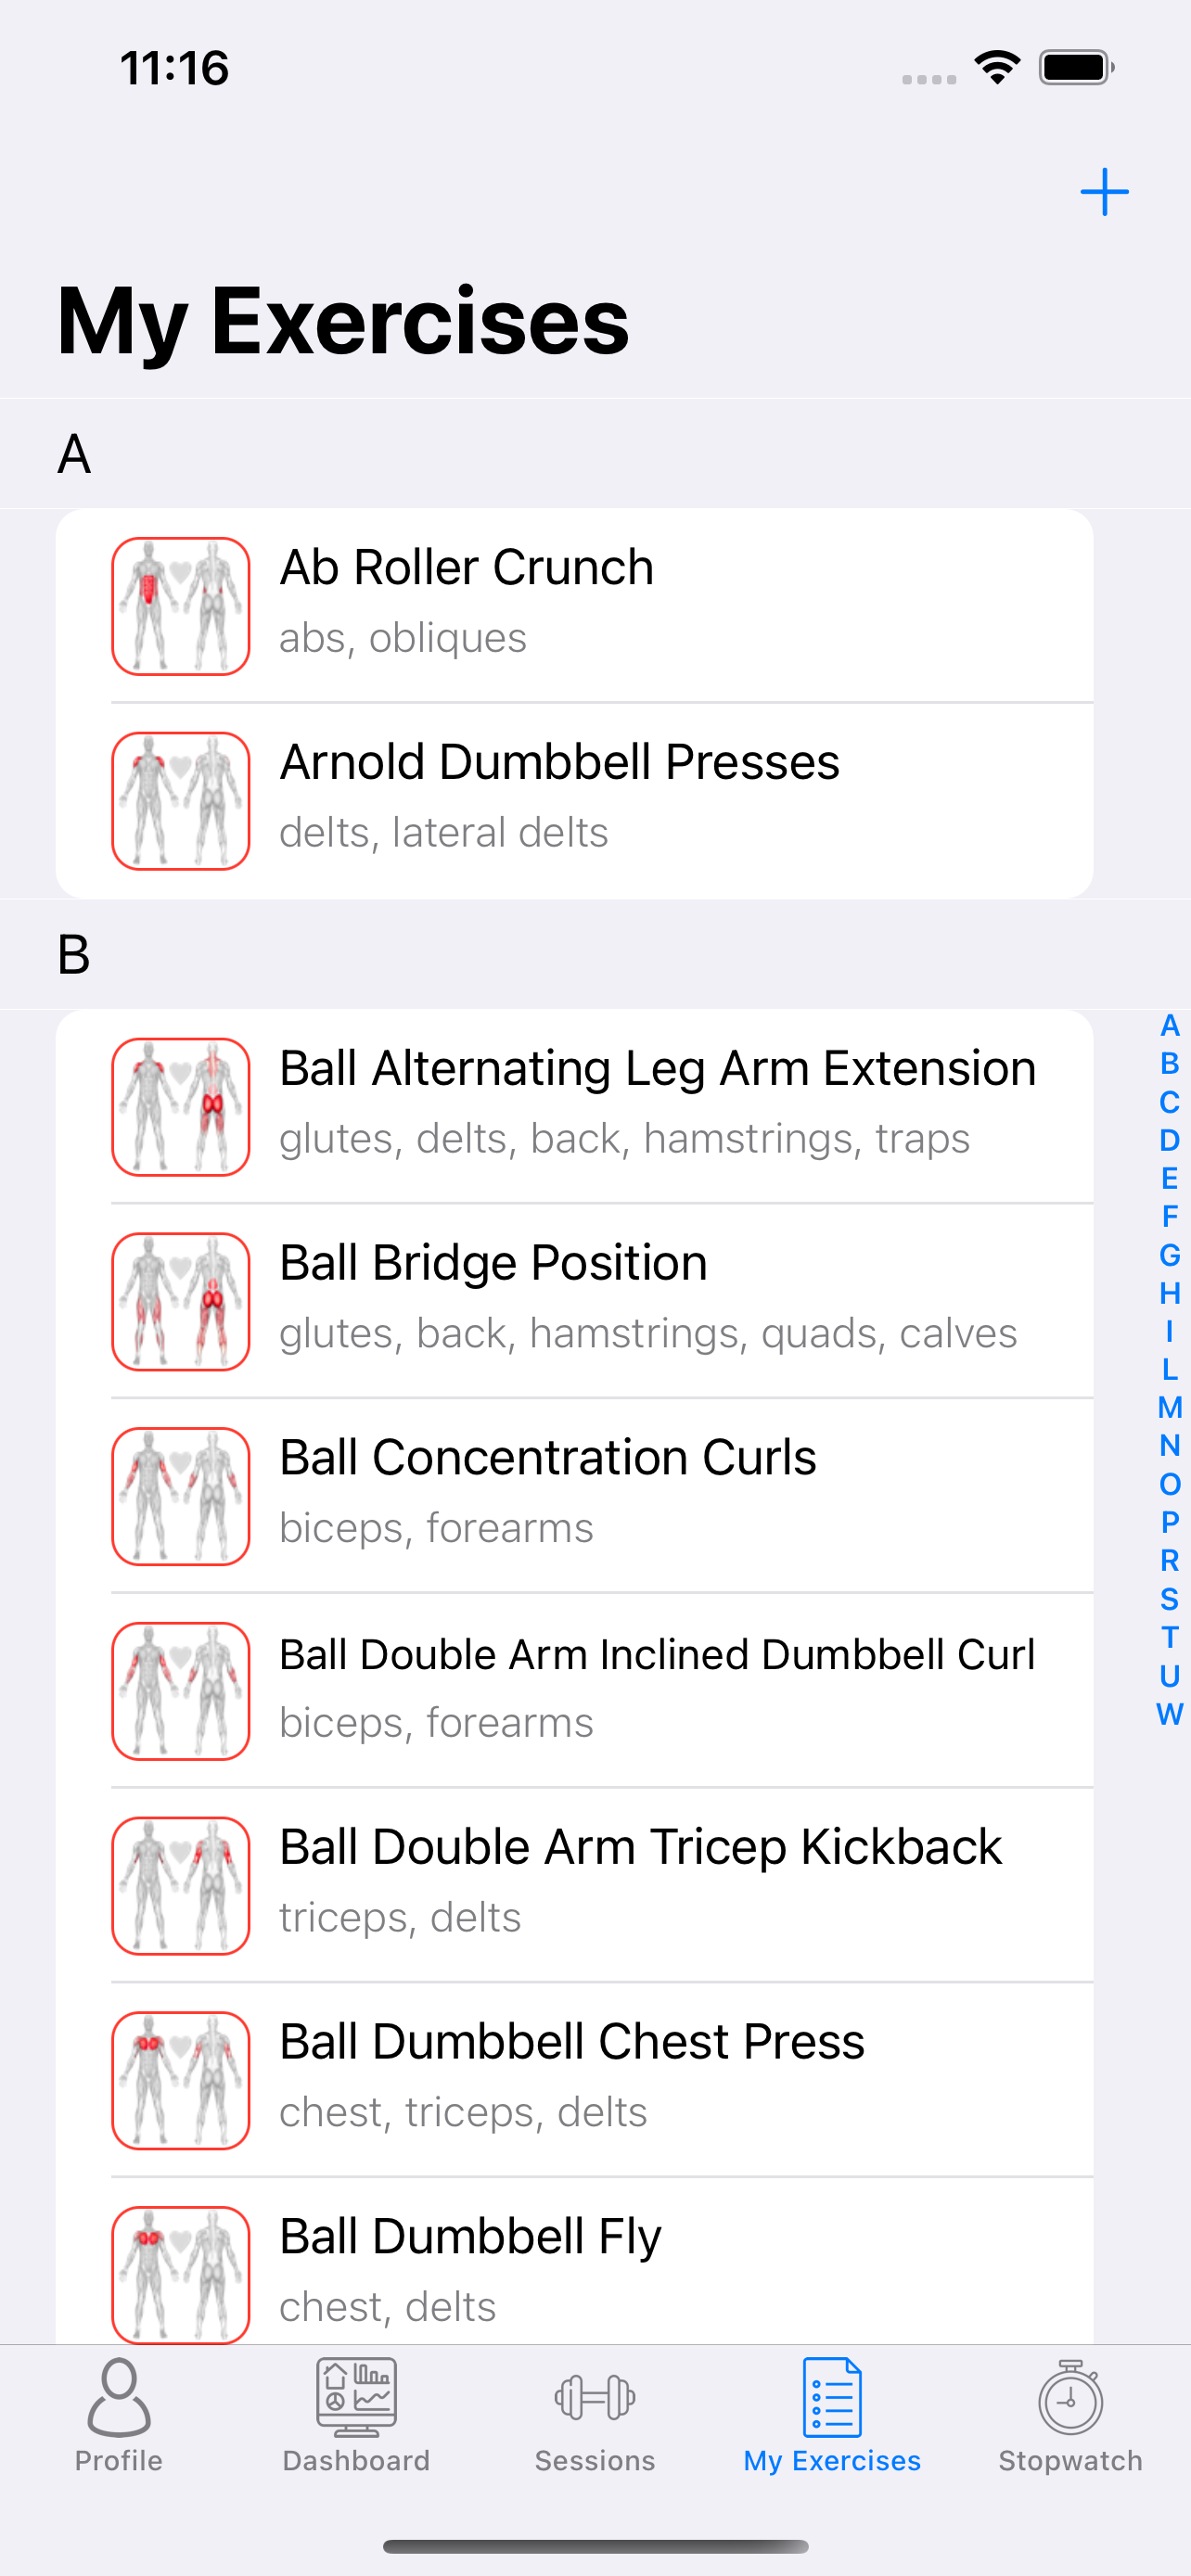 11:16
My Exercises
A
Ab Roller Crunch
abs, obliques
Arnold Dumbbell Presses
delts, lateral delts
B
Ball Alternating Leg Arm Extension
glutes, delts, back, hamstrings, traps
Ball Bridge Position
glutes, back, hamstrings, quads, calves
Ball Concentration Curls
biceps, forearms
Ball Double Arm Inclined Dumbbell Curl
biceps, forearms
Ball Double Arm Tricep Kickback
triceps, delts
Ball Dumbbell Chest Press
chest, triceps, delts
Ball Dumbbell Fly
chest, delts
A
B
C
D
E
F
G
H
I
L
M
N
O
P
R
S
T
U
W
Profile
Dashboard
Sessions
My Exercises
Stopwatch